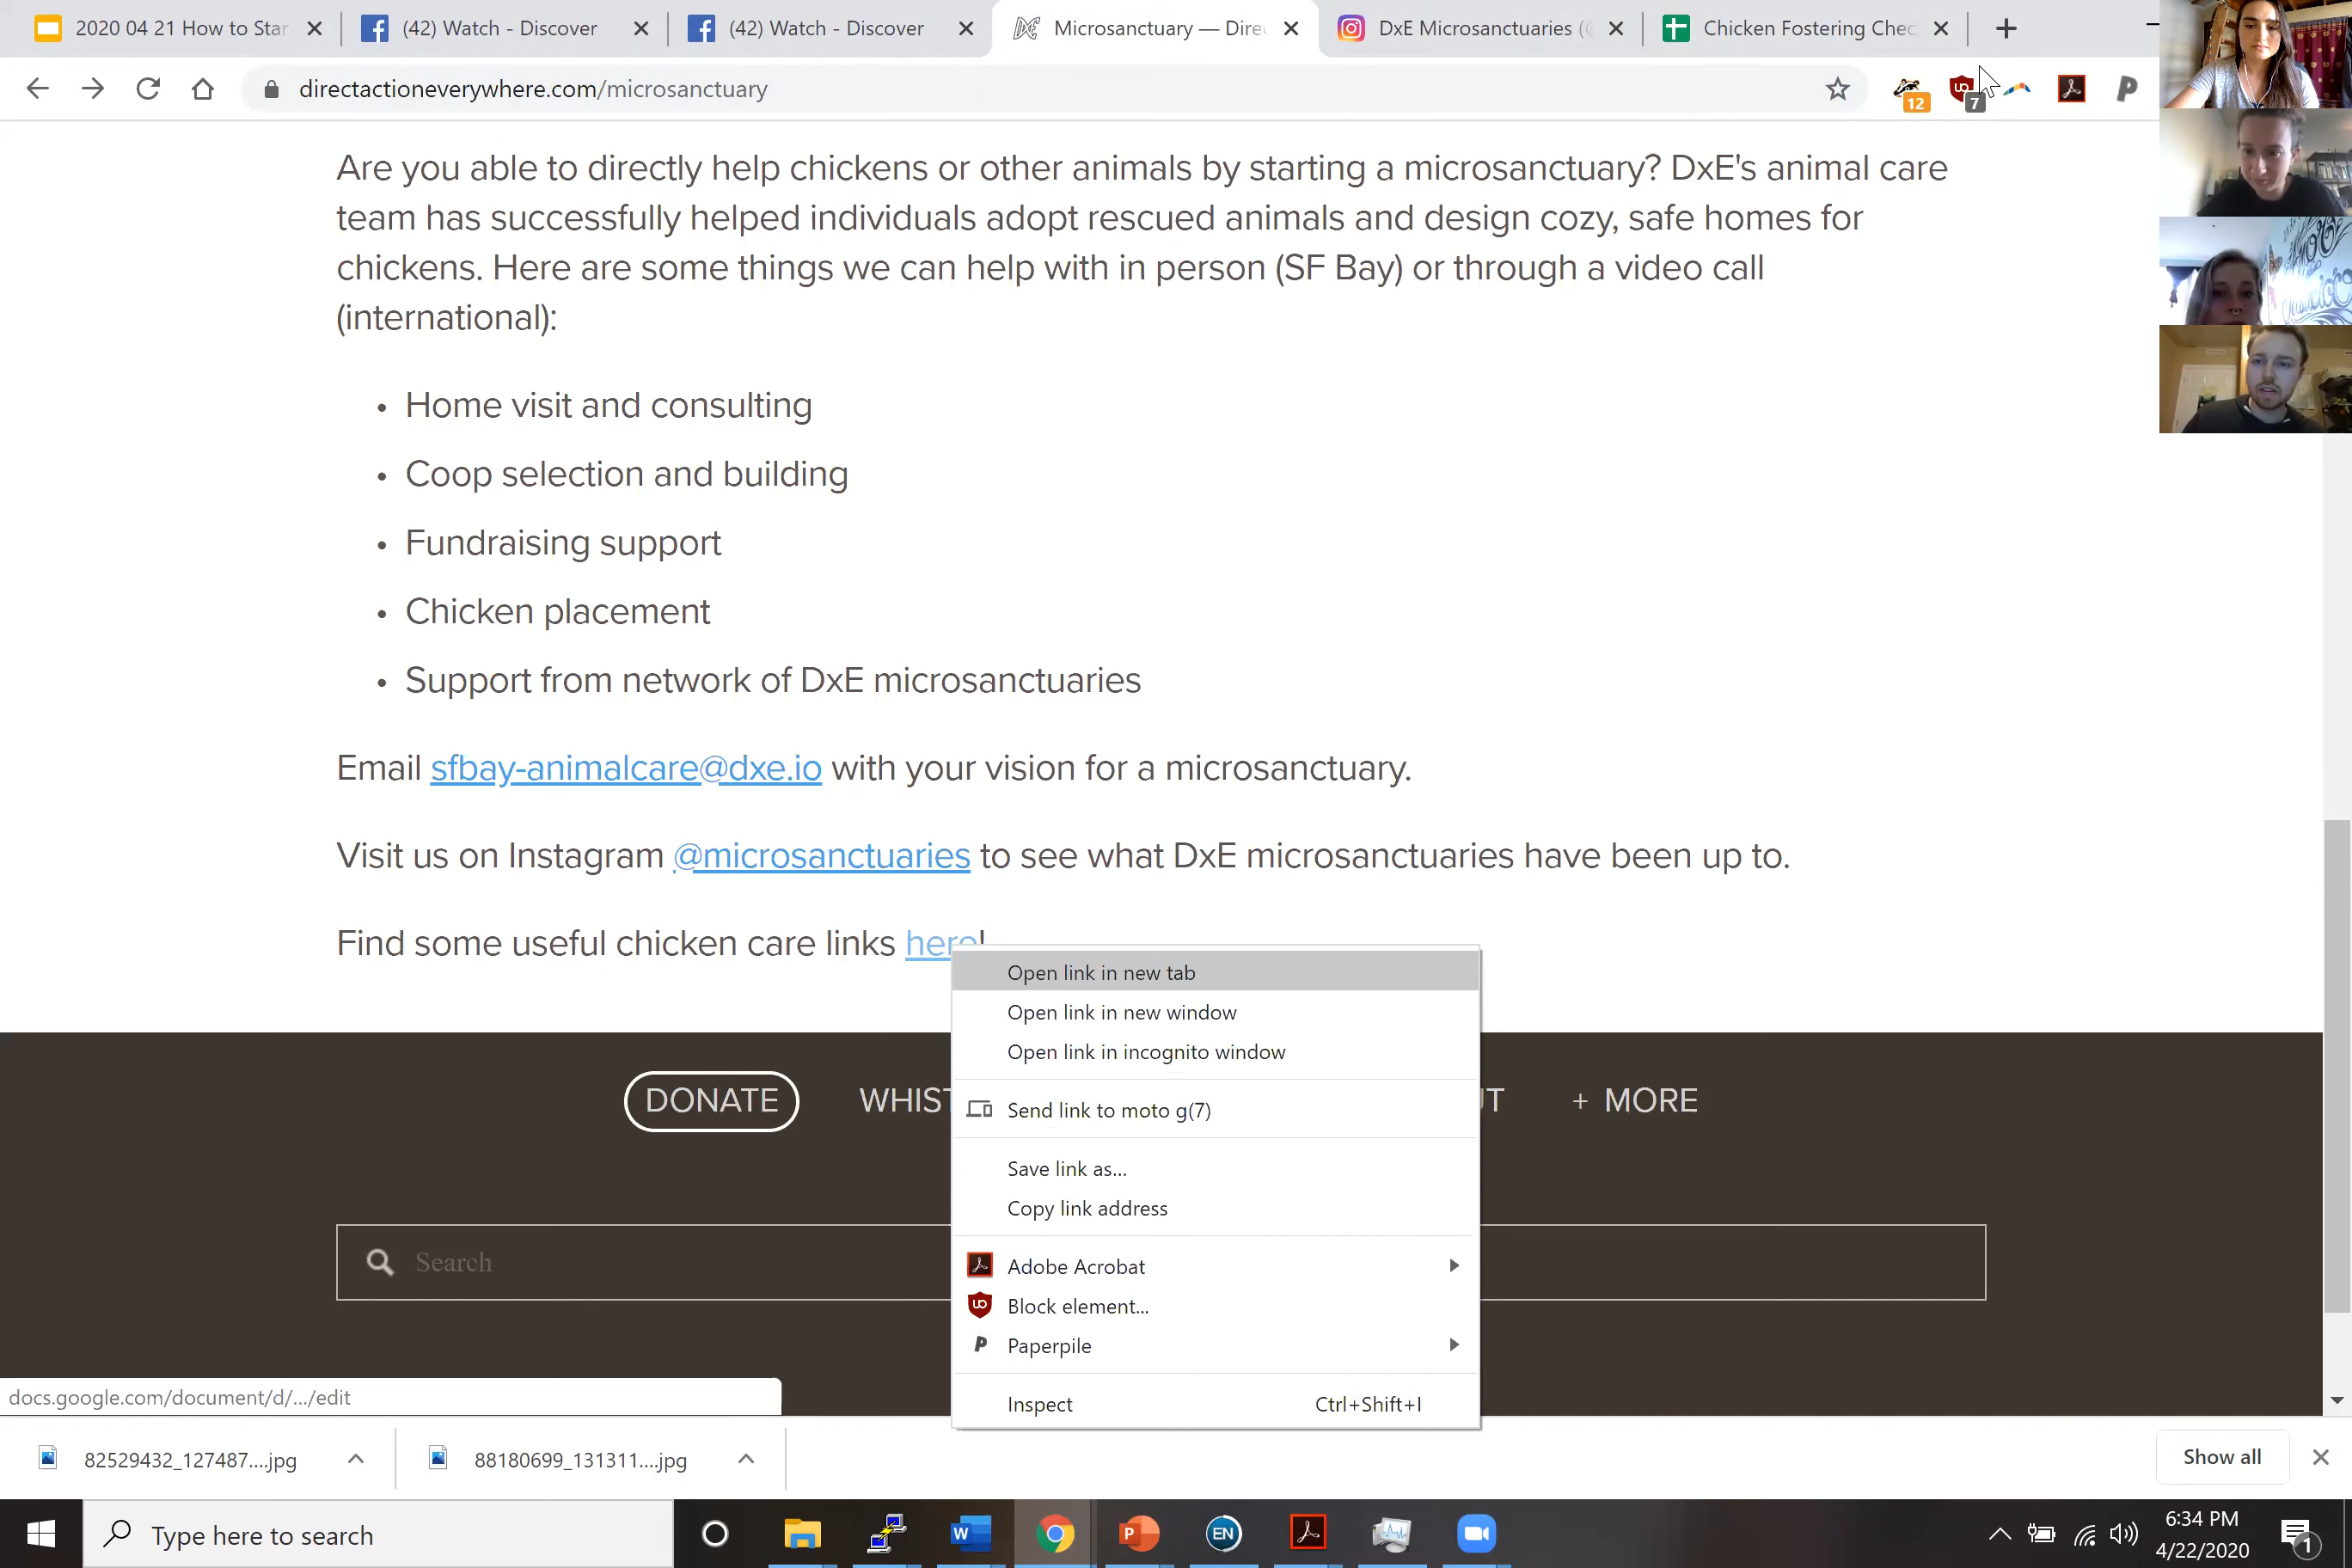 2020 04 21 How to Star
(42) Watch - Discover
(42) Watch - Discover
Microsanctuary — Dire
DxE Microsanctuaries (@
Chicken Fostering Chec
directactioneverywhere.com/microsanctuary
12
7
Are you able to directly help chickens or other animals by starting a microsanctuary? DxE's animal care
team has successfully helped individuals adopt rescued animals and design cozy, safe homes for
chickens. Here are some things we can help with in person (SF Bay) or through a video call
(international):
• Home visit and consulting
• Coop selection and building
• Fundraising support
• Chicken placement
• Support from network of DxE microsanctuaries
Email sfbay-animalcare@dxe.io with your vision for a microsanctuary.
Visit us on Instagram @microsanctuaries to see what DxE microsanctuaries have been up to.
Find some useful chicken care links here!
Open link in new tab
Open link in new window
Open link in incognito window
Send link to moto g(7)
Save link as...
Copy link address
Adobe Acrobat
Block element...
Paperpile
Inspect Ctrl+Shift+I
DONATE WHIST UT + MORE
Search
docs.google.com/document/d/.../edit
82529432_127487....jpg
88180699_131311....jpg
Show all
Type here to search
EN
6:34 PM
4/22/2020
1